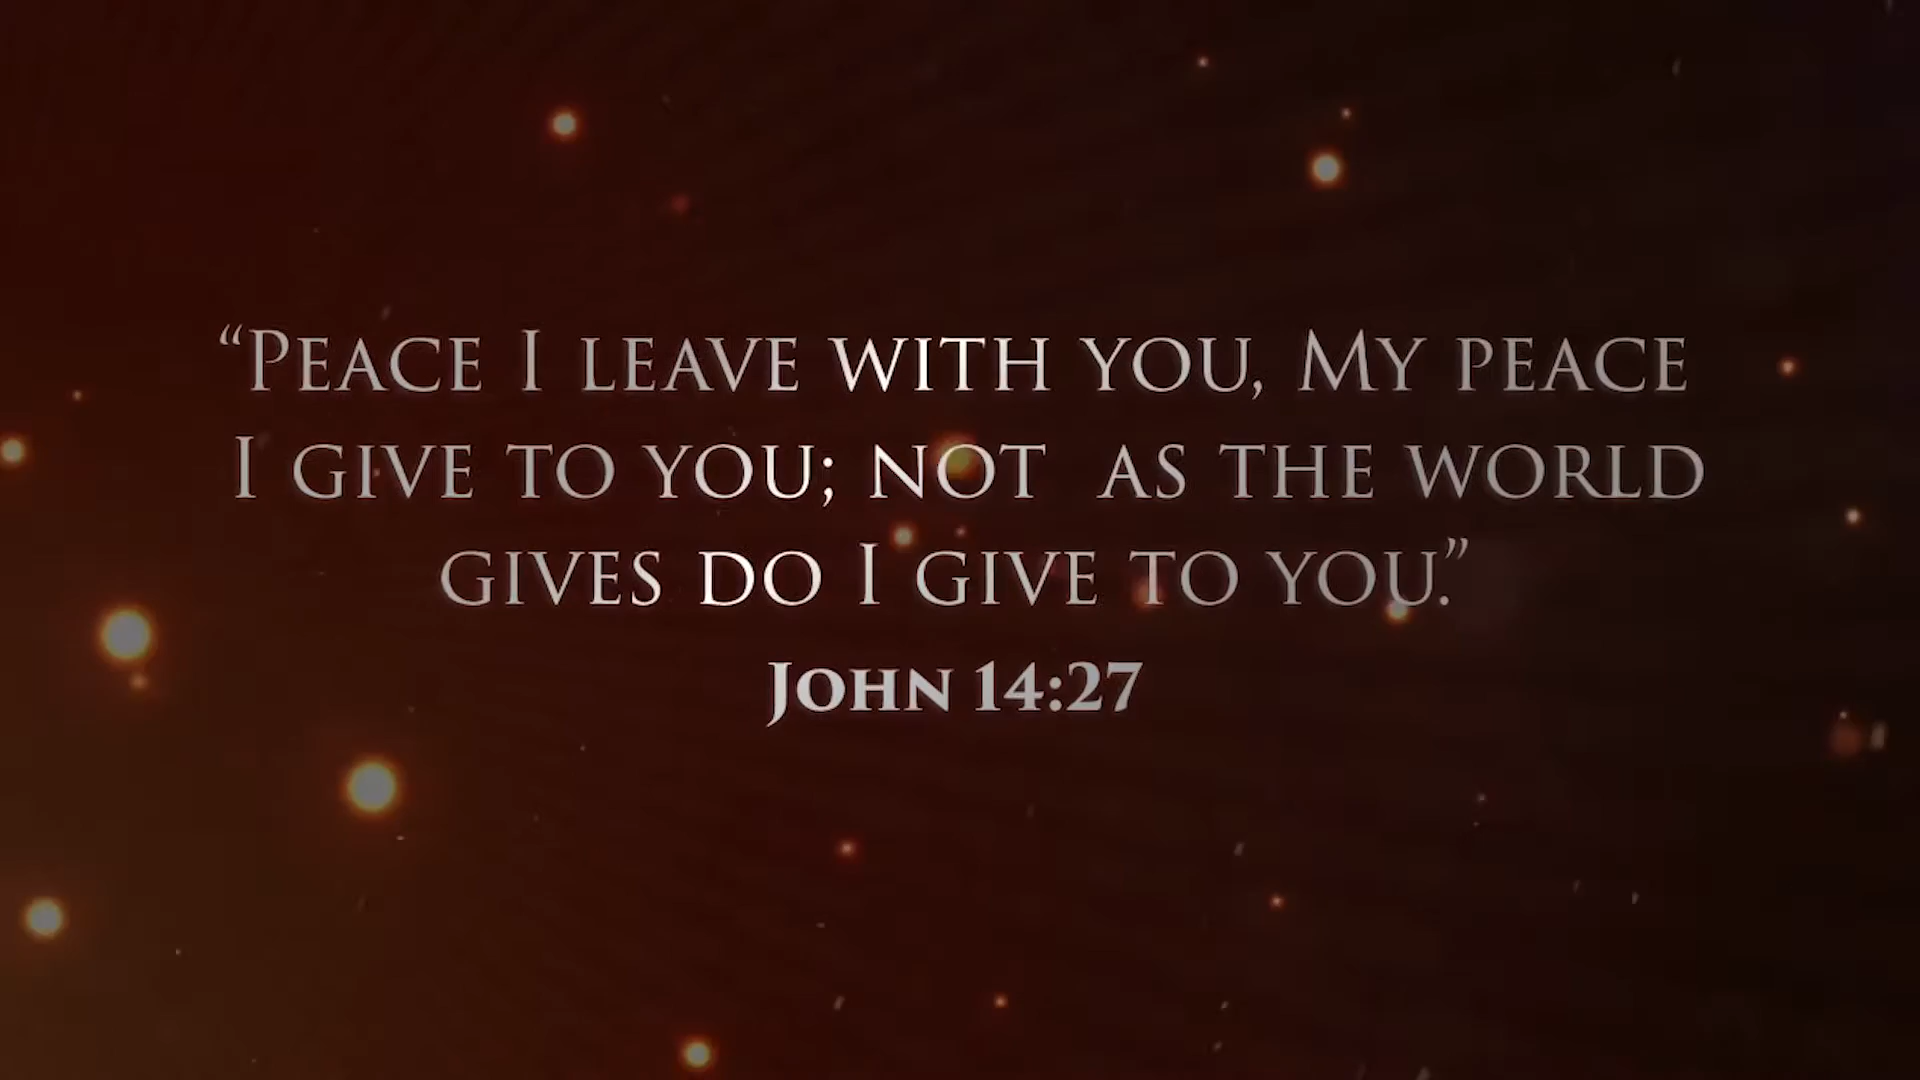 “Peace I leave with you, My peace
I give to you; not as the world
gives do I give to you.”
John 14:27